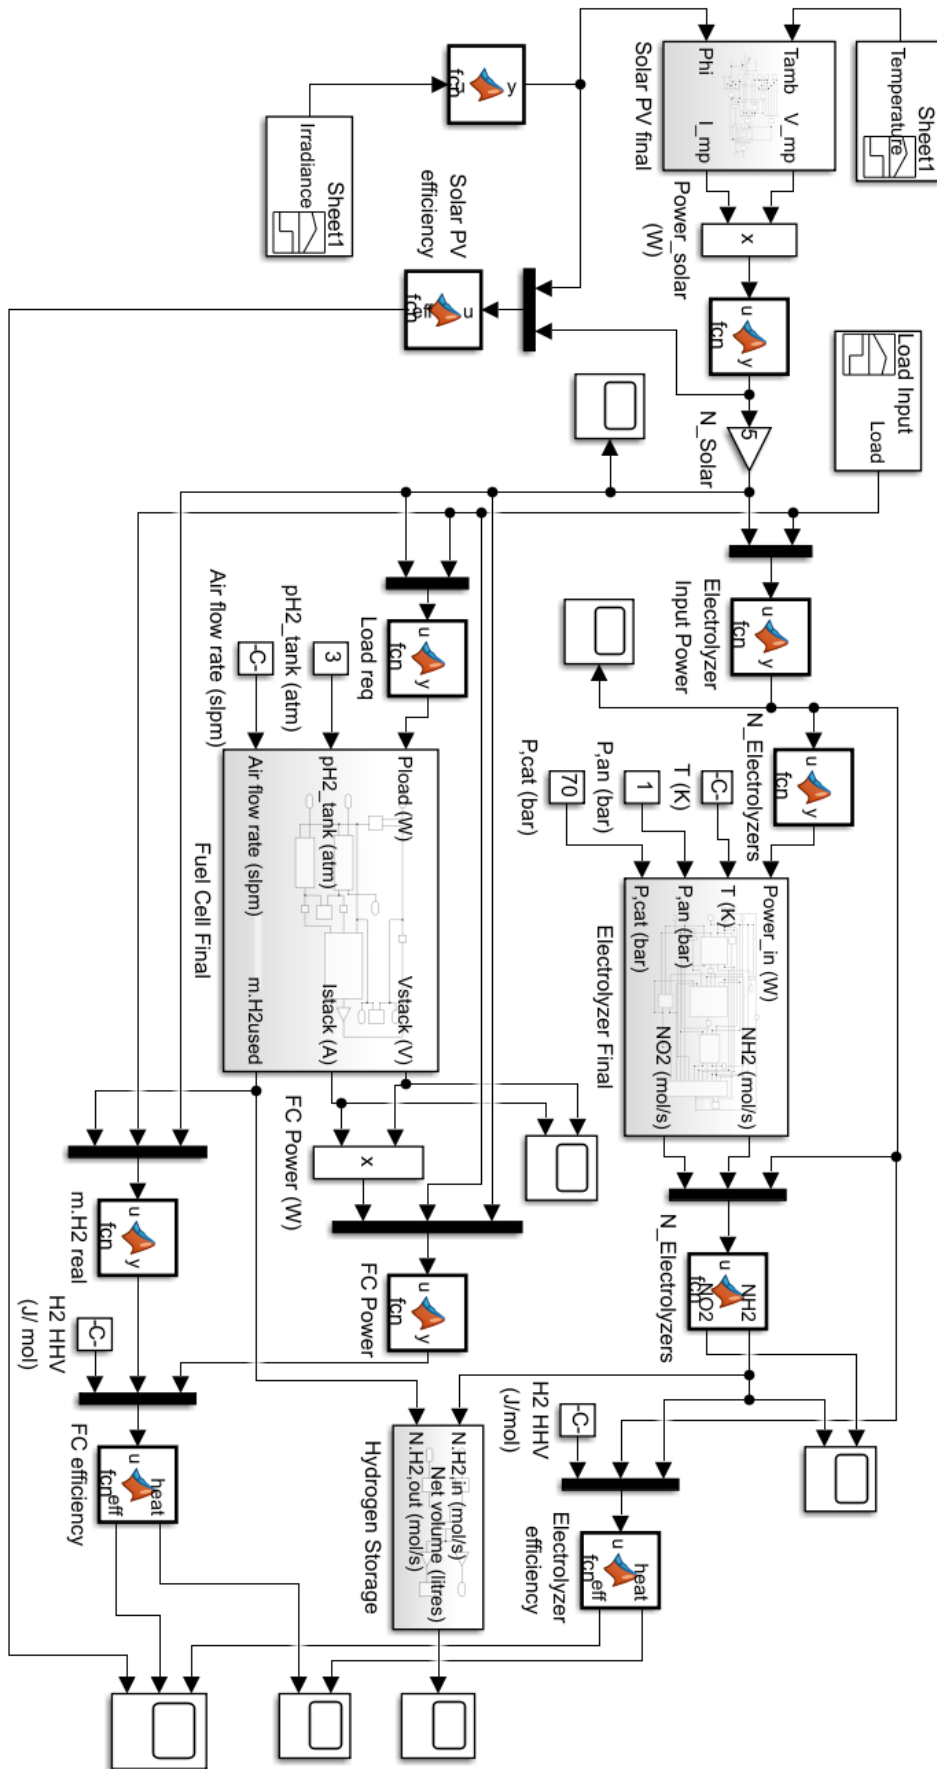 Sheet1
Temperature
Tamb
V_mp
Phi
I_mp
Solar PV final
x
Power_solar
(W)
u
y
fcn
5
N_Solar
Sheet1
Irradiance
u
y
fcn
Solar PV
efficiency
u
eff
fcn
Load Input
Load
u
y
fcn
Electrolyzer
Input Power
N_Electrolyzers
u
y
fcn
-C-
T (K)
1
P,an (bar)
70
P,cat (bar)
Power_in (W)
T (K)
P,an (bar)
P,cat (bar)
NH2 (mol/s)
NO2 (mol/s)
Electrolyzer Final
u
NH2
NO2
fcn
N_Electrolyzers
-C-
H2 HHV
(J/mol)
u
heat
eff
fcn
Electrolyzer
efficiency
u
y
fcn
Load req
3
pH2_tank (atm)
-C-
Air flow rate (slpm)
Pload (W)
pH2_tank (atm)
Air flow rate (slpm)
Vstack (V)
Istack (A)
m.H2used
Fuel Cell Final
x
FC Power (W)
u
y
fcn
FC Power
N.H2,in (mol/s)
Net volume (litres)
N.H2,out (mol/s)
Hydrogen Storage
u
y
fcn
m.H2 real
-C-
H2 HHV
(J/ mol)
u
heat
eff
fcn
FC efficiency